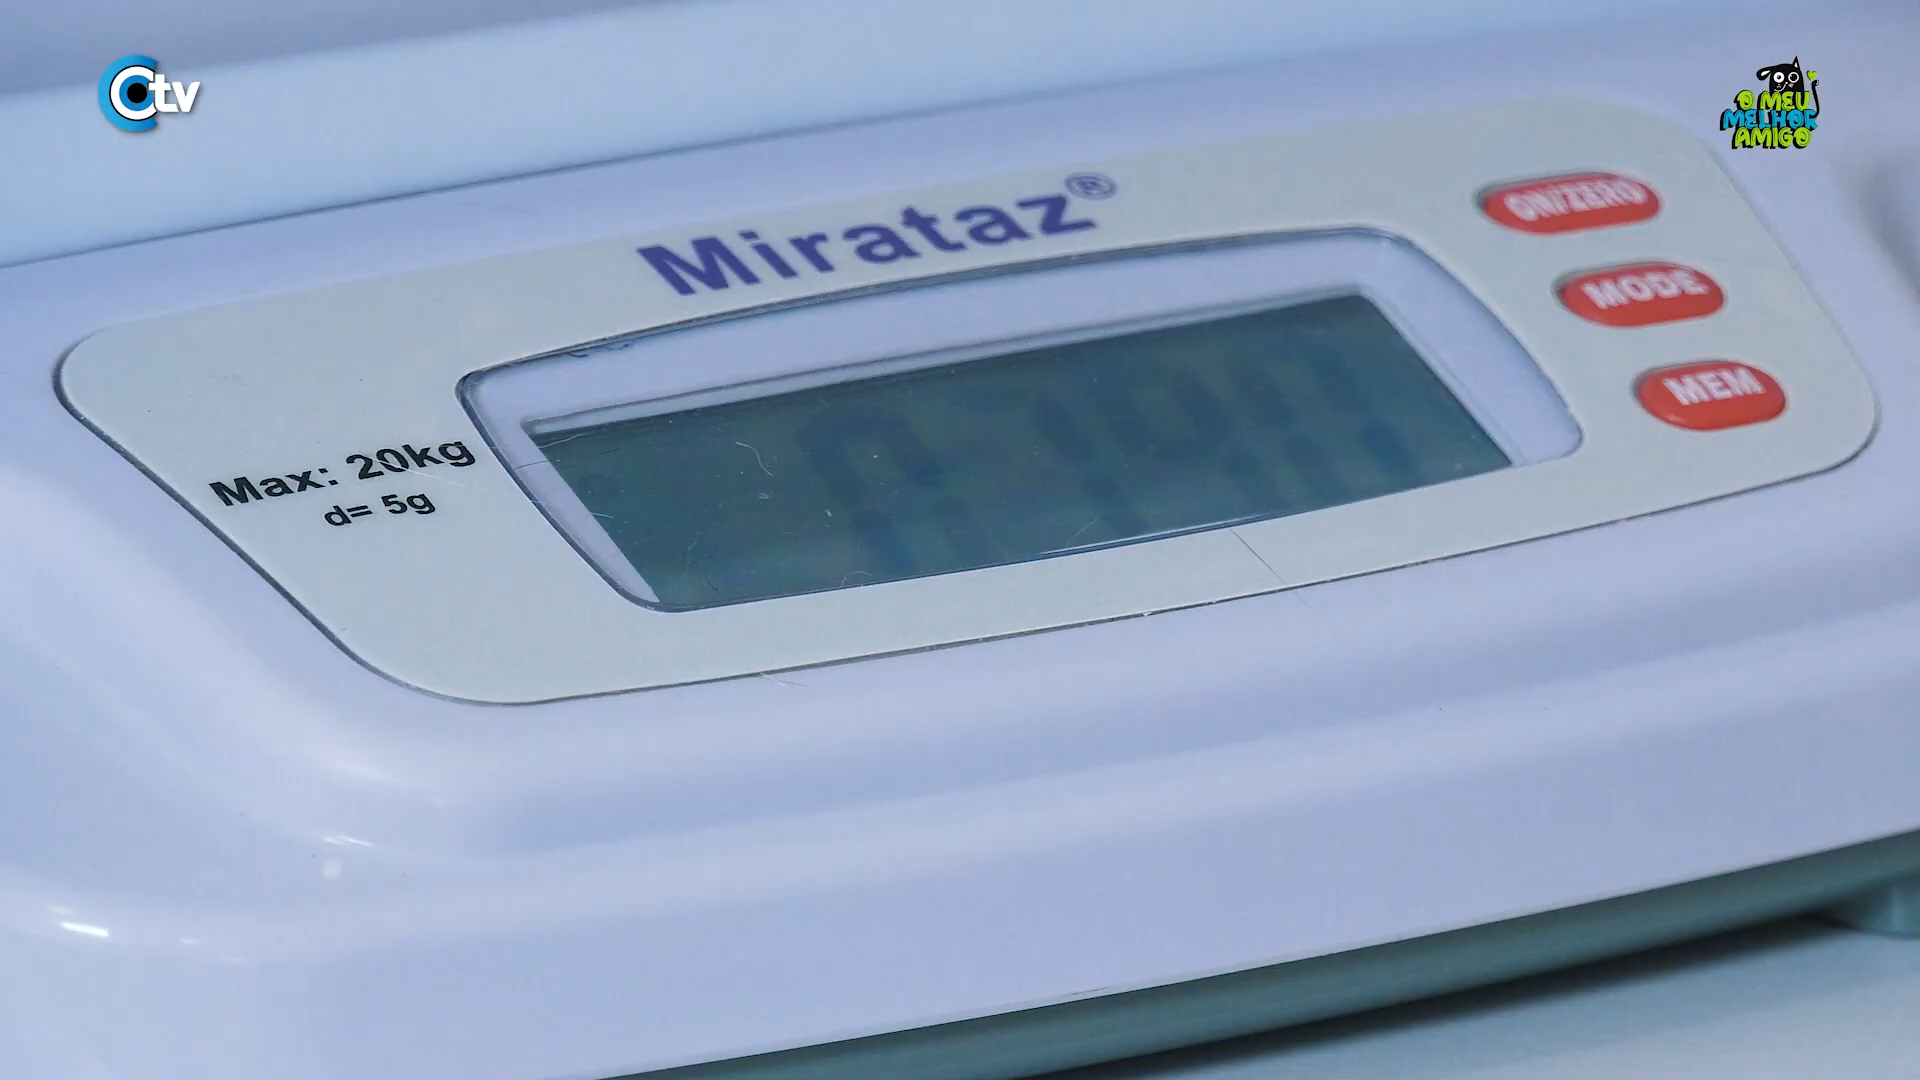 Ctv
O MEU
MELHOR
AMIGO
Mirataz®
ON/ZERO
MODE
MEM
Max: 20kg
d= 5g